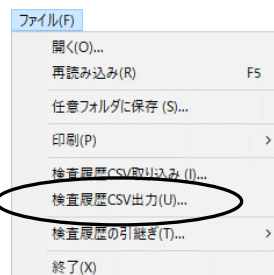 ファイル(F)
開く(O)...
再読み込み(R) F5
任意フォルダに保存 (S)...
印刷(P) >
検査履歴CSV取り込み (I)...
検査履歴CSV出力(U)...
検査履歴の引継ぎ(T)... >
終了(X)